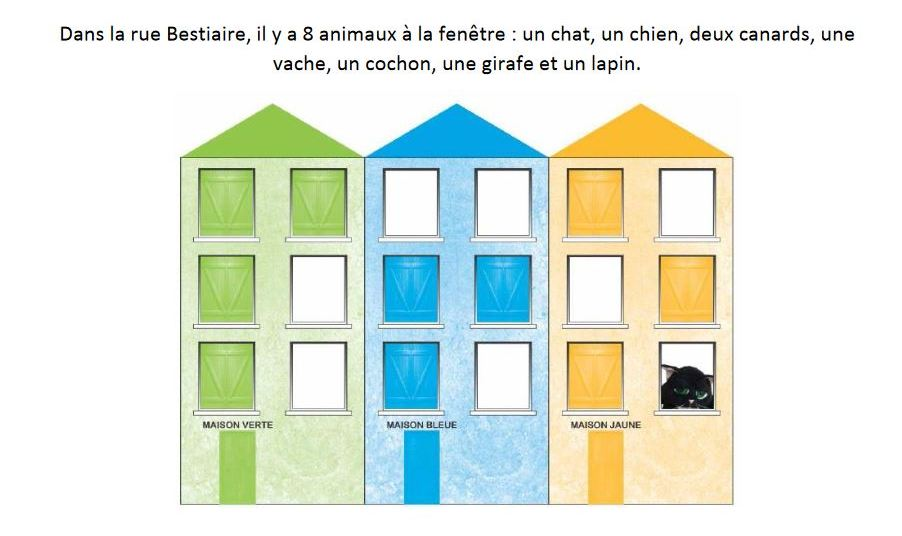 Dans la rue Bestiaire, il y a 8 animaux à la fenêtre : un chat, un chien, deux canards, une
vache, un cochon, une girafe et un lapin.
MAISON VERTE
MAISON BLEUE
MAISON JAUNE